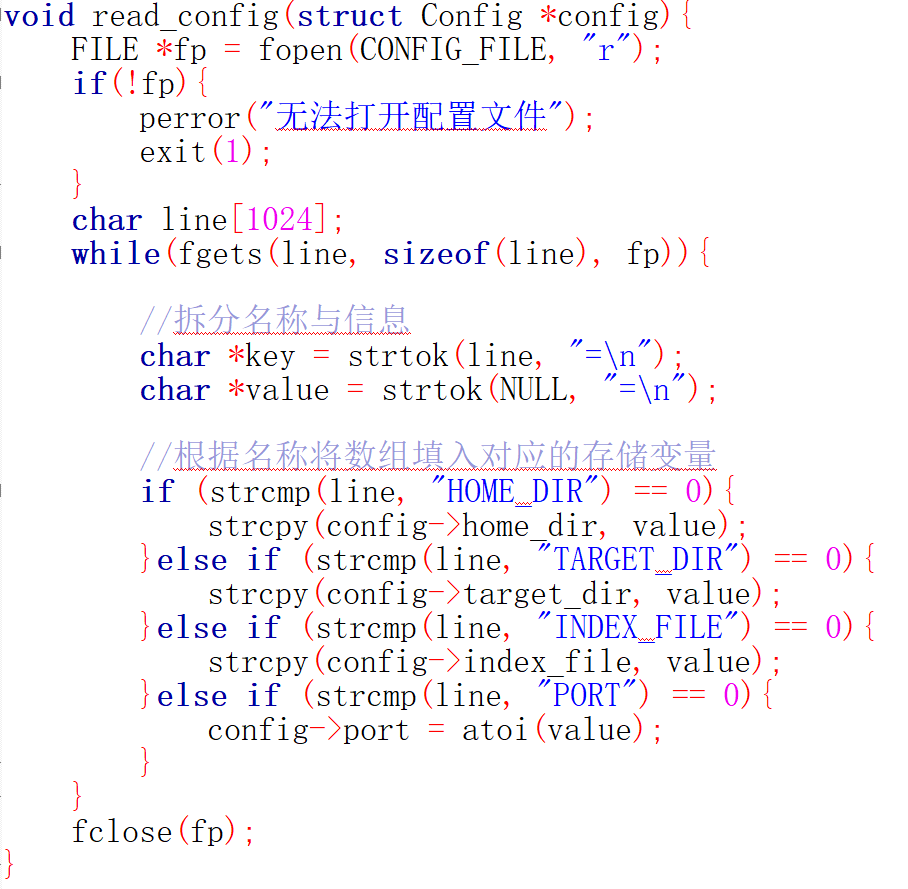 void read_config(struct Config *config){
    FILE *fp = fopen(CONFIG_FILE, "r");
    if(!fp){
        perror("无法打开配置文件");
        exit(1);
    }
    char line[1024];
    while(fgets(line, sizeof(line), fp)){

        //拆分名称与信息
        char *key = strtok(line, "=\n");
        char *value = strtok(NULL, "=\n");

        //根据名称将数组填入对应的存储变量
        if (strcmp(line, "HOME_DIR") == 0){
            strcpy(config->home_dir, value);
        }else if (strcmp(line, "TARGET_DIR") == 0){
            strcpy(config->target_dir, value);
        }else if (strcmp(line, "INDEX_FILE") == 0){
            strcpy(config->index_file, value);
        }else if (strcmp(line, "PORT") == 0){
            config->port = atoi(value);
        }
    }
    fclose(fp);
}